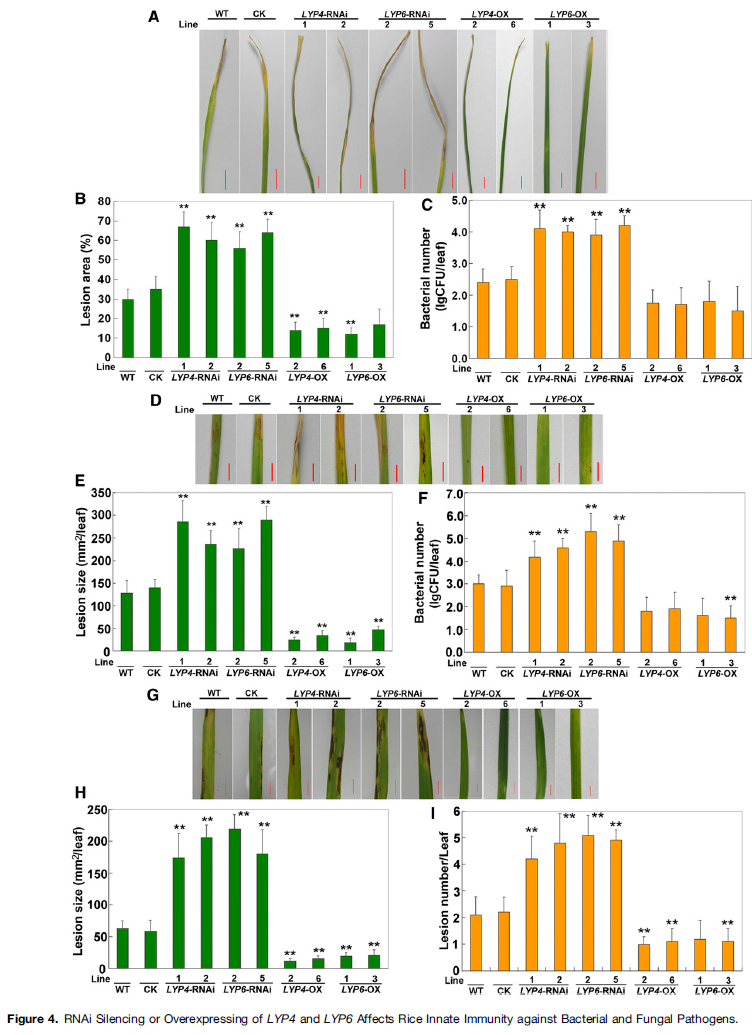 A
WT CK LYP4-RNAi LYP6-RNAi LYP4-OX LYP6-OX
Line 1 2 2 5 2 6 1 3
B
Lesion area (%)
80
70
60
50
40
30
20
10
0
** ** ** ** ** ** **
Line 1 2 2 5 2 6 1 3
WT CK LYP4-RNAi LYP6-RNAi LYP4-OX LYP6-OX
C
Bacterial number
(lgCFU/leaf)
5.0
4.0
3.0
2.0
1.0
0.0
** ** ** **
Line 1 2 2 5 2 6 1 3
WT CK LYP4-RNAi LYP6-RNAi LYP4-OX LYP6-OX
D
WT CK LYP4-RNAi LYP6-RNAi LYP4-OX LYP6-OX
Line 1 2 2 5 2 6 1 3
E
Lesion size (mm²/leaf)
350
300
250
200
150
100
50
0
** ** ** ** ** ** ** **
Line 1 2 2 5 2 6 1 3
WT CK LYP4-RNAi LYP6-RNAi LYP4-OX LYP6-OX
F
Bacterial number
(lgCFU/leaf)
7.0
6.0
5.0
4.0
3.0
2.0
1.0
0.0
** ** ** ** **
Line 1 2 2 5 2 6 1 3
WT CK LYP4-RNAi LYP6-RNAi LYP4-OX LYP6-OX
G
WT CK LYP4-RNAi LYP6-RNAi LYP4-OX LYP6-OX
Line 1 2 2 5 2 6 1 3
H
Lesion size (mm²/leaf)
250
200
150
100
50
0
** ** ** ** ** ** ** **
Line 1 2 2 5 2 6 1 3
WT CK LYP4-RNAi LYP6-RNAi LYP4-OX LYP6-OX
I
Lesion number/Leaf
6
5
4
3
2
1
0
** ** ** ** ** ** **
Line 1 2 2 5 2 6 1 3
WT CK LYP4-RNAi LYP6-RNAi LYP4-OX LYP6-OX
Figure 4. RNAi Silencing or Overexpressing of LYP4 and LYP6 Affects Rice Innate Immunity against Bacterial and Fungal Pathogens.